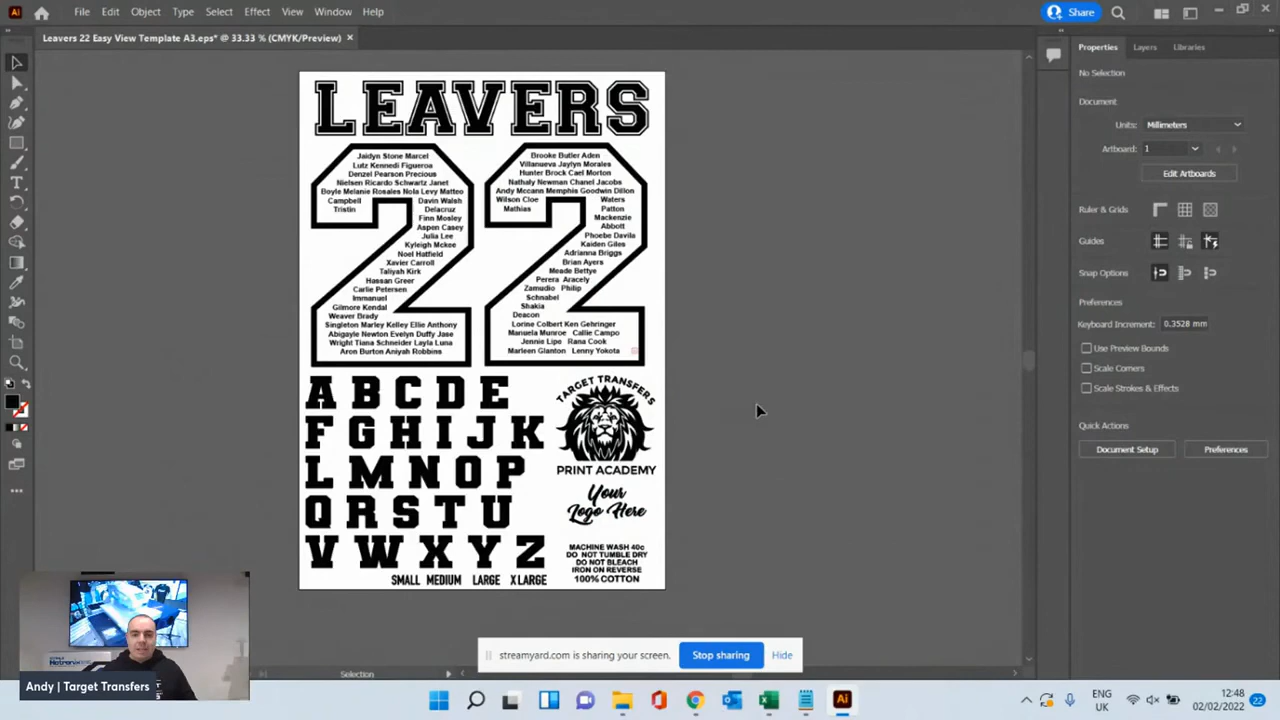 File Edit Object Type Select Effect View Window Help
Share
Leavers 22 Easy View Template A3.eps* @ 33.33 % (CMYK/Preview) ×
Properties Layers Libraries
No Selection
Document
Units: Millimeters
Artboard: 1
Edit Artboards
Ruler & Grids
Guides
Snap Options
Preferences
Keyboard Increment: 0.3528 mm
Use Preview Bounds
Scale Corners
Scale Strokes & Effects
Quick Actions
Document Setup Preferences
LEAVERS
22
Jaidyn Stone Marcel
Lutz Kennedi Figueroa
Denzel Pearson Precious
Nielsen Ricardo Schwartz Janet
Boyle Melanie Rosales Nola Levy Matteo
Campbell Davin Walsh
Tristin Delacruz
Finn Mosley
Aspen Casey
Julia Lee
Kyleigh Mckee
Noel Hatfield
Xavier Carroll
Taliyah Kirk
Hassan Greer
Carlie Petersen
Immanuel
Gilmore Kendal
Weaver Brady
Singleton Marley Kelley Ellie Anthony
Abigayle Newton Evelyn Duffy Jase
Wright Tiana Schneider Layla Luna
Aron Burton Aniyah Robbins
Brooke Butler Aden
Villanueva Jaylyn Morales
Hunter Brock Cael Morton
Nathaly Newman Chanel Jacobs
Andy Mccann Memphis Goodwin Dillon
Wilson Cloe Waters
Mathias Patton
Mackenzie
Abbott
Phoebe Davila
Kaiden Giles
Adrianna Briggs
Brian Ayers
Meade Bettye
Perera Aracely
Zamudio Philip
Schnabel
Shakia
Deacon
Lorine Colbert Ken Gehringer
Manuela Munroe Callie Campo
Jennie Lipe Rana Cook
Marleen Glanton Lenny Yokota
A B C D E
F G H I J K
L M N O P
Q R S T U
V W X Y Z
SMALL MEDIUM LARGE X LARGE
TARGET TRANSFERS
PRINT ACADEMY
Your
Logo Here
MACHINE WASH 40c
DO NOT TUMBLE DRY
DO NOT BLEACH
IRON ON REVERSE
100% COTTON
streamyard.com is sharing your screen. Stop sharing Hide
Selection
Andy | Target Transfers
ENG
UK
12:48
02/02/2022
22